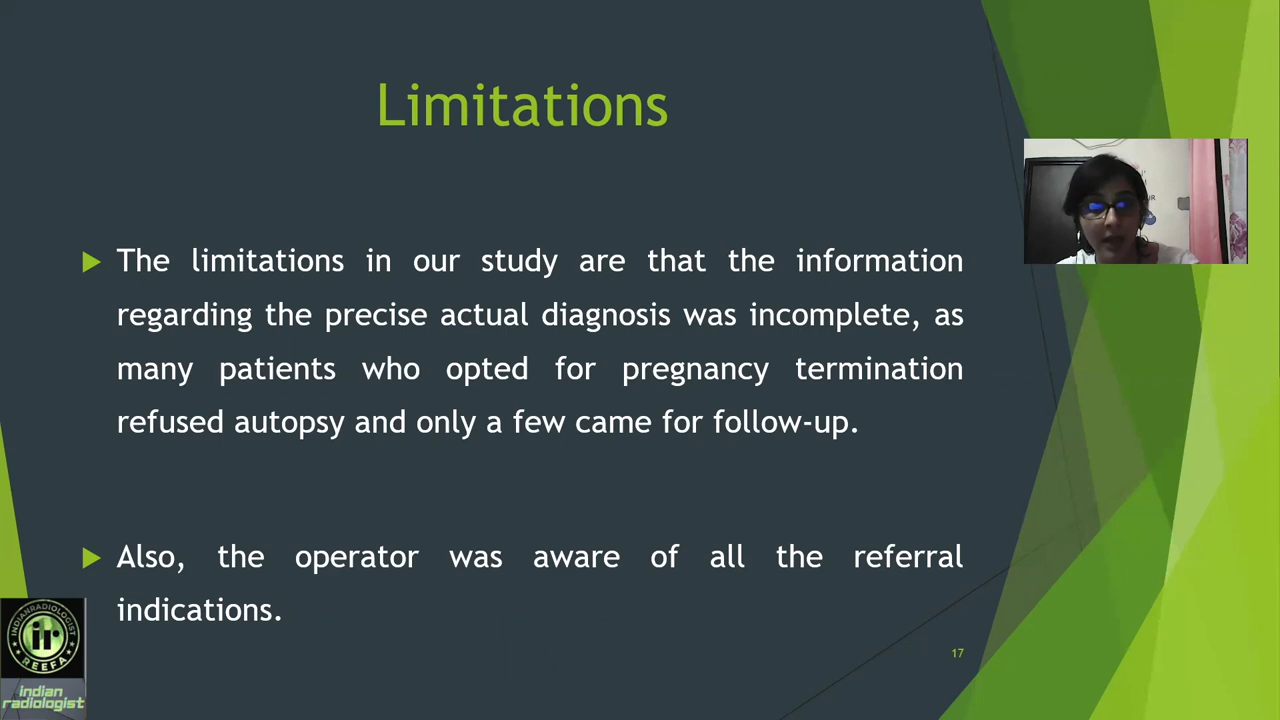 Limitations
The limitations in our study are that the information
regarding the precise actual diagnosis was incomplete, as
many patients who opted for pregnancy termination
refused autopsy and only a few came for follow-up.
Also, the operator was aware of all the referral
indications.
17
INDIANRADIOLOGIST
ir
REEFA
indian
radiologist